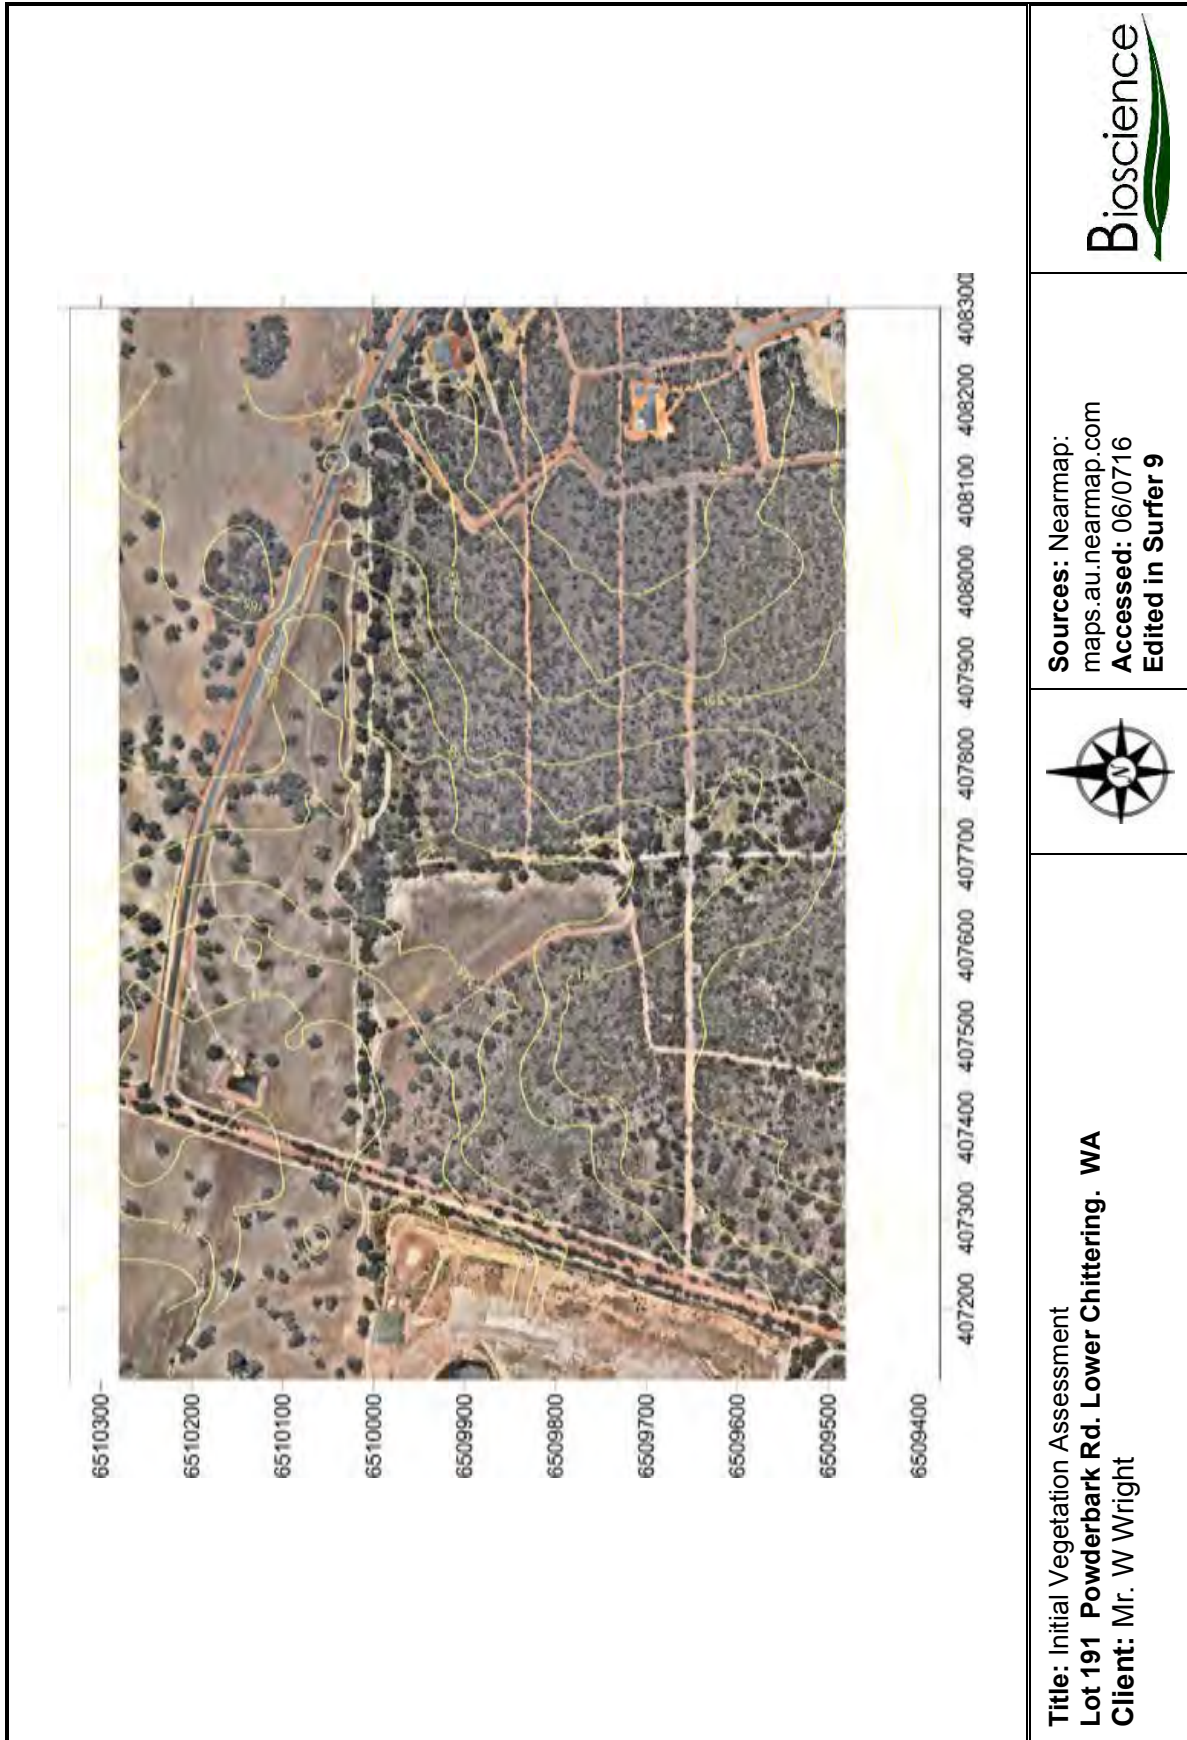 6510300
6510200
6510100
6510000
6509900
6509800
6509700
6509600
6509500
6509400
407200 407300 407400 407500 407600 407700 407800 407900 408000 408100 408200 408300
Title: Initial Vegetation Assessment
Lot 191 Powderbark Rd. Lower Chittering. WA
Client: Mr. W Wright
N
Sources: Nearmap:
maps.au.nearmap.com
Accessed: 06/0716
Edited in Surfer 9
Bioscience